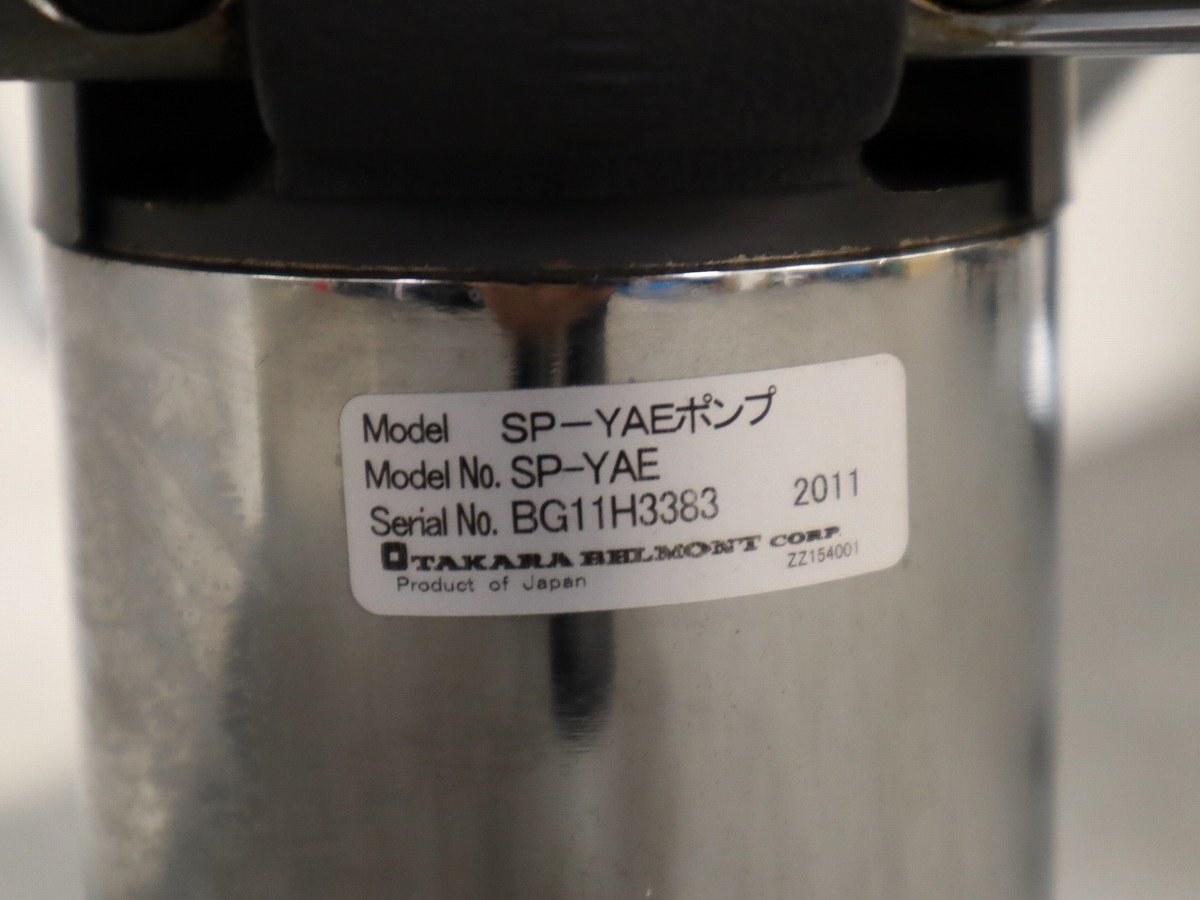 Model SP-YAEポンプ
Model No. SP-YAE
Serial No. BG11H3383 2011
TAKARA BELMONT CORP.
Product of Japan ZZ154001